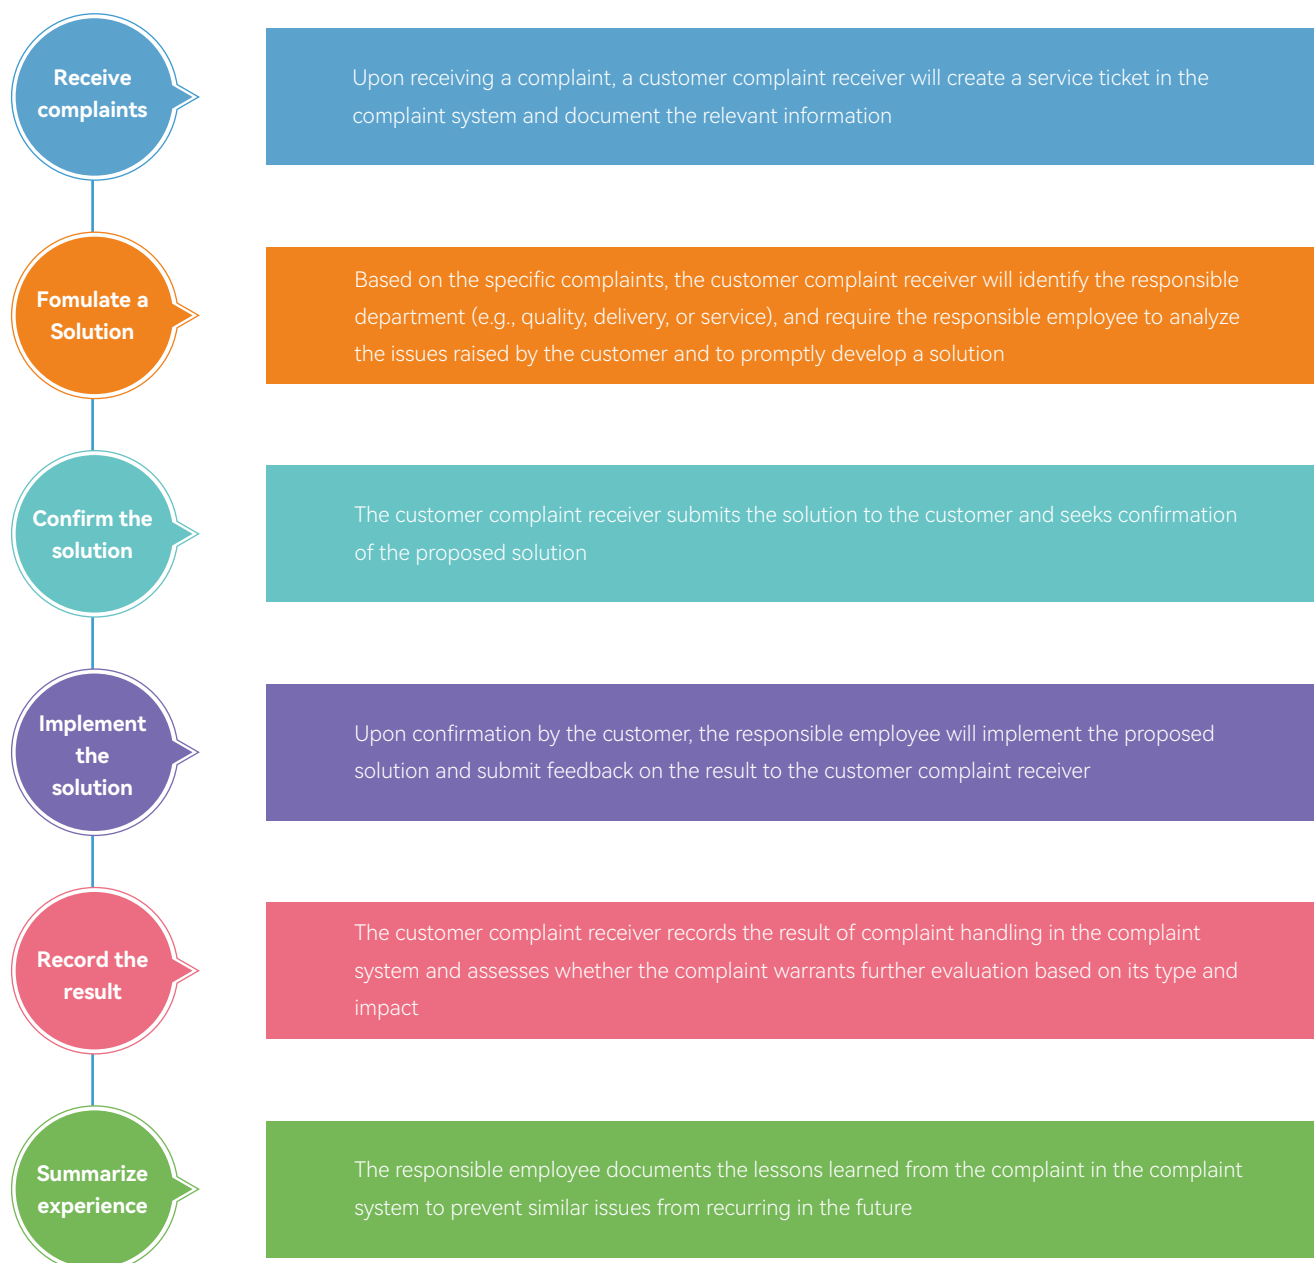 Receive
complaints
Upon receiving a complaint, a customer complaint receiver will create a service ticket in the
complaint system and document the relevant information
Fomulate a
Solution
Based on the specific complaints, the customer complaint receiver will identify the responsible
department (e.g., quality, delivery, or service), and require the responsible employee to analyze
the issues raised by the customer and to promptly develop a solution
Confirm the
solution
The customer complaint receiver submits the solution to the customer and seeks confirmation
of the proposed solution
Implement
the
solution
Upon confirmation by the customer, the responsible employee will implement the proposed
solution and submit feedback on the result to the customer complaint receiver
Record the
result
The customer complaint receiver records the result of complaint handling in the complaint
system and assesses whether the complaint warrants further evaluation based on its type and
impact
Summarize
experience
The responsible employee documents the lessons learned from the complaint in the complaint
system to prevent similar issues from recurring in the future